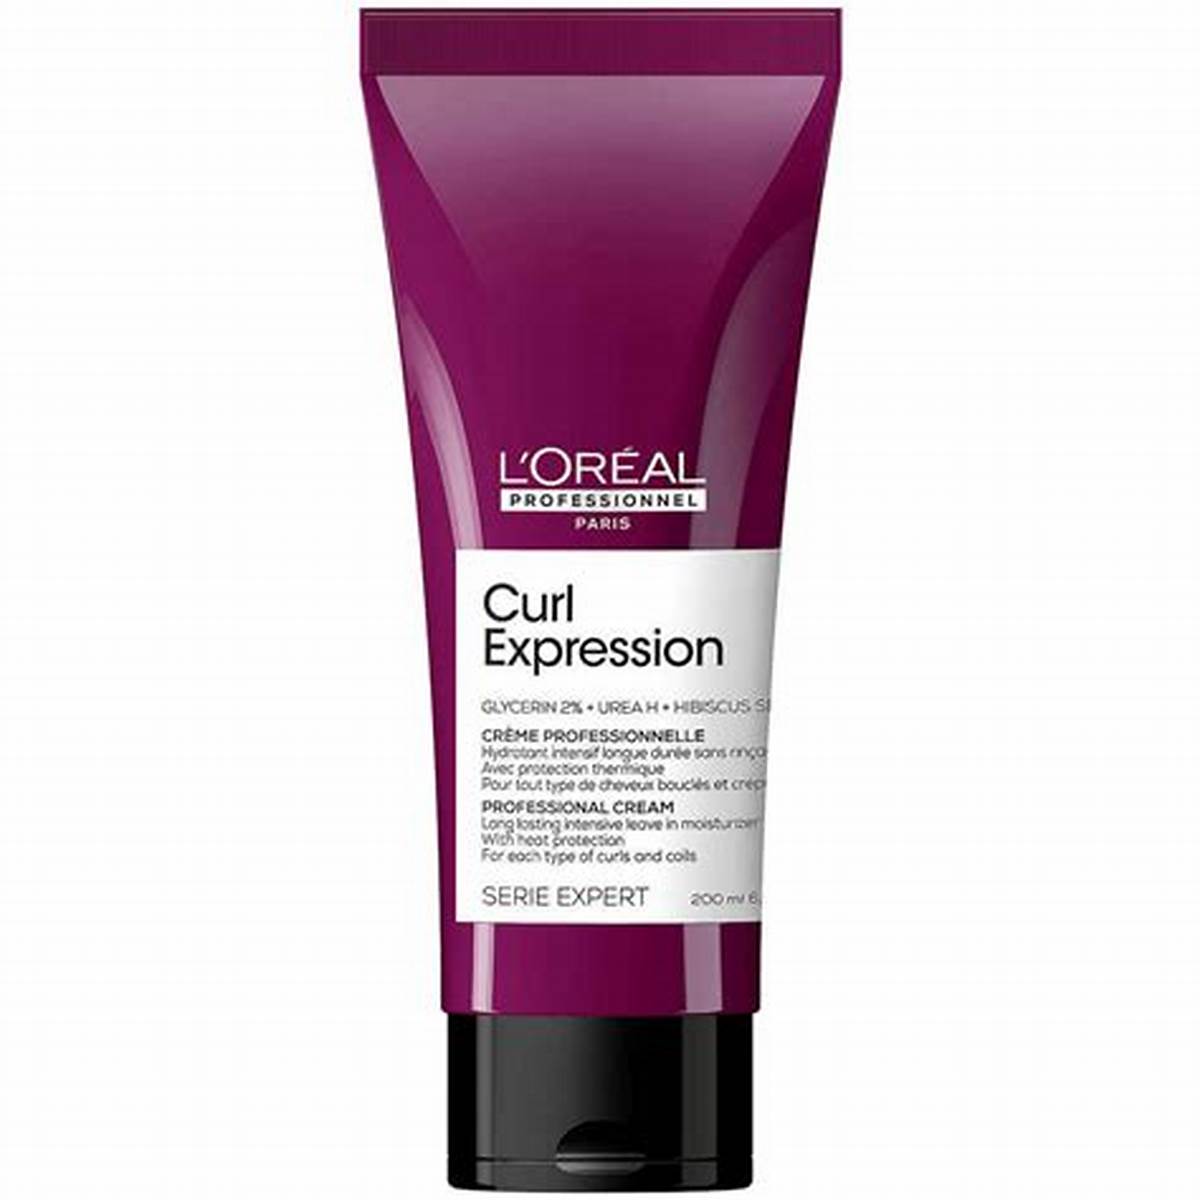 L'ORÉAL
PROFESSIONNEL
PARIS
Curl
Expression
GLYCERIN 2% + UREA H + HIBISCUS
CRÈME PROFESSIONNELLE
Hydratant intensif longue durée sans
Avec protection thermique
Pour tout type de cheveux bouclés et
PROFESSIONAL CREAM
Long lasting intensive leave in moisturizer
With heat protection
For each type of curls and coils
SERIE EXPERT 200 ml